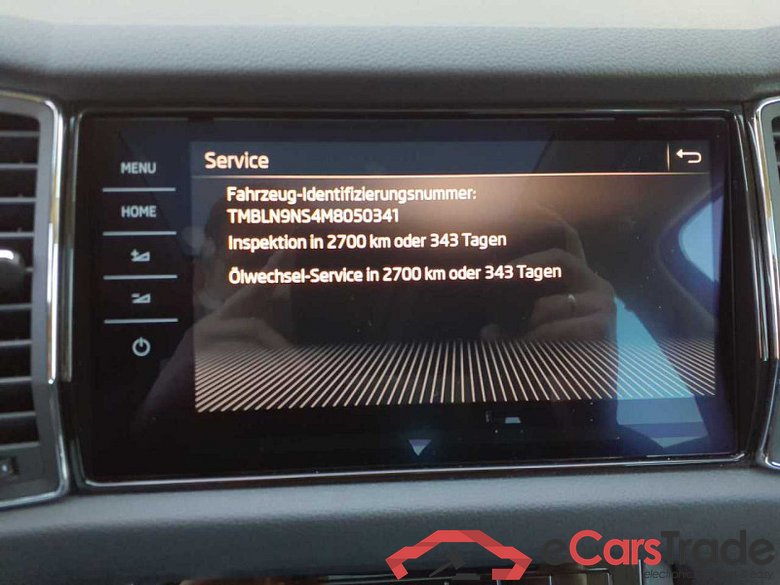 Service
MENU
HOME
Fahrzeug-Identifizierungsnummer:
TMBLN9NS4M8050341
Inspektion in 2700 km oder 343 Tagen
Ölwechsel-Service in 2700 km oder 343 Tagen
eCarsTrade